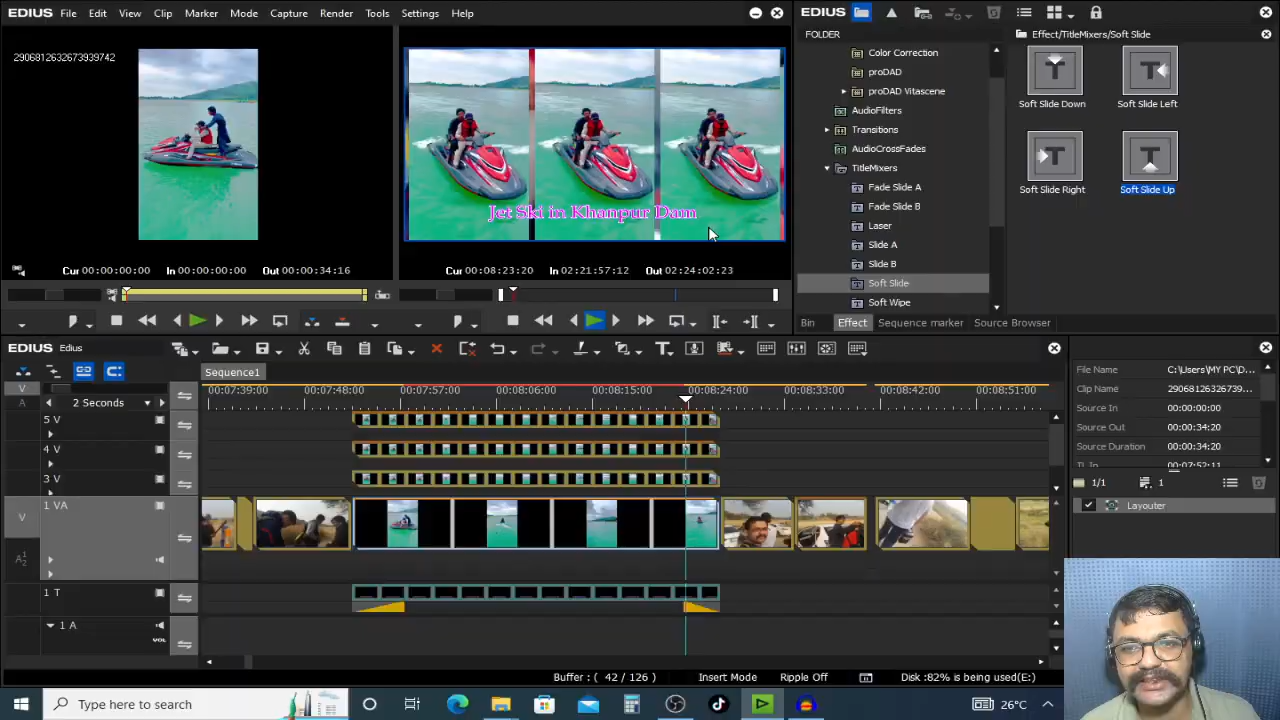 EDIUS File Edit View Clip Marker Mode Capture Render Tools Settings Help
29068126326739​39742
Jet Ski in Khanpur Dam
Cur 00:00:00:00 In 00:00:00:00 Out 00:00:34:16
Cur 00:08:23:20 In 02:21:57:12 Out 02:24:02:23
EDIUS
FOLDER
Effect/TitleMixers/Soft Slide
Color Correction
proDAD
proDAD Vitascene
AudioFilters
Transitions
AudioCrossFades
TitleMixers
Fade Slide A
Fade Slide B
Laser
Slide A
Slide B
Soft Slide
Soft Wipe
Soft Slide Down
Soft Slide Left
Soft Slide Right
Soft Slide Up
Bin Effect Sequence marker Source Browser
EDIUS Edius
Sequence1
V
A
2 Seconds
00:07:39:00 00:07:48:00 00:07:57:00 00:08:06:00 00:08:15:00 00:08:24:00 00:08:33:00 00:08:42:00 00:08:51:00
5 V
4 V
3 V
1 VA
V
A12
1 T
1 A
VOL
File Name C:\Users\MY PC\D...
Clip Name 29068126326739...
Source In 00:00:00:00
Source Out 00:00:34:20
Source Duration 00:00:34:20
TL In 00:07:52:11
1/1 1
Layouter
Buffer : ( 42 / 126 ) Insert Mode Ripple Off Disk :82% is being used(E:)
Type here to search
26°C